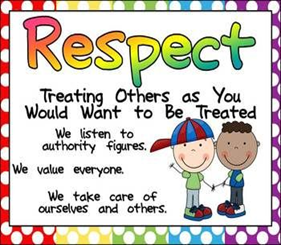 Respect
Treating Others as You
Would Want to Be Treated
We listen to
authority figures.
We value everyone.
We take care of
ourselves and others.